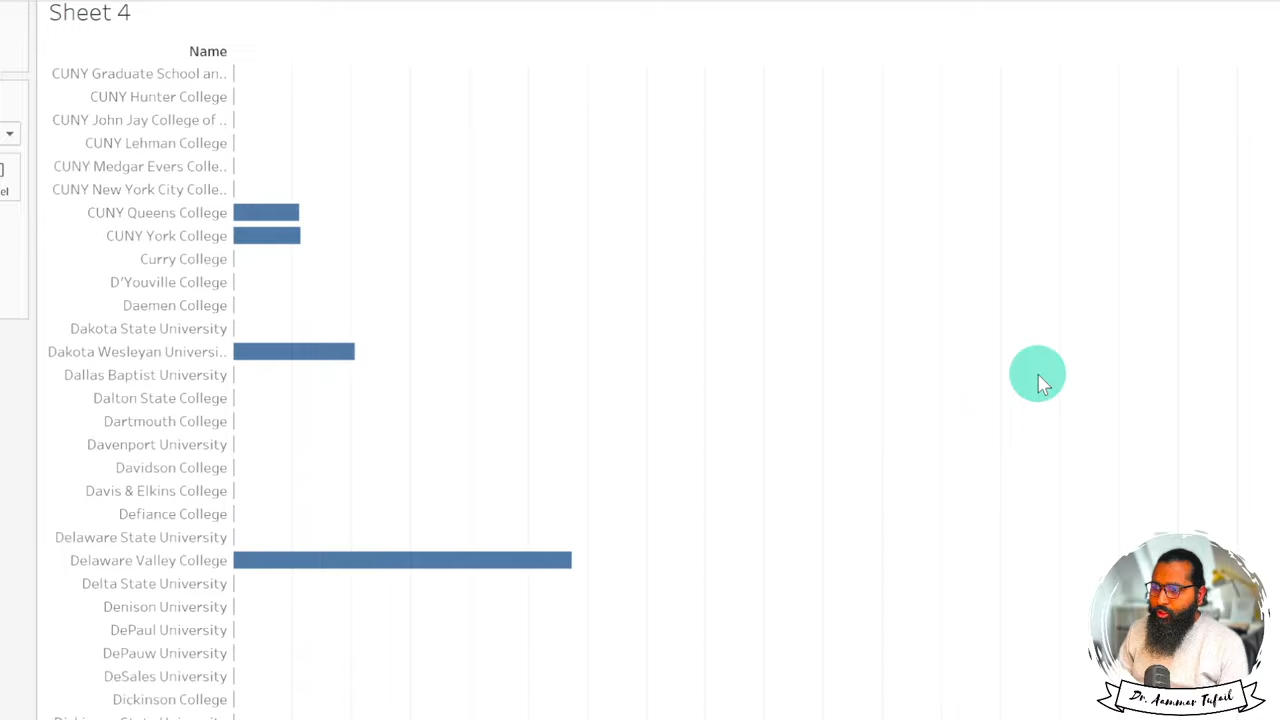 Sheet 4
Name
CUNY Graduate School an..
CUNY Hunter College
CUNY John Jay College of ..
CUNY Lehman College
CUNY Medgar Evers Colle..
CUNY New York City Colle..
CUNY Queens College
CUNY York College
Curry College
D'Youville College
Daemen College
Dakota State University
Dakota Wesleyan Universi..
Dallas Baptist University
Dalton State College
Dartmouth College
Davenport University
Davidson College
Davis & Elkins College
Defiance College
Delaware State University
Delaware Valley College
Delta State University
Denison University
DePaul University
DePauw University
DeSales University
Dickinson College
el
Dr. Aammar Tufail